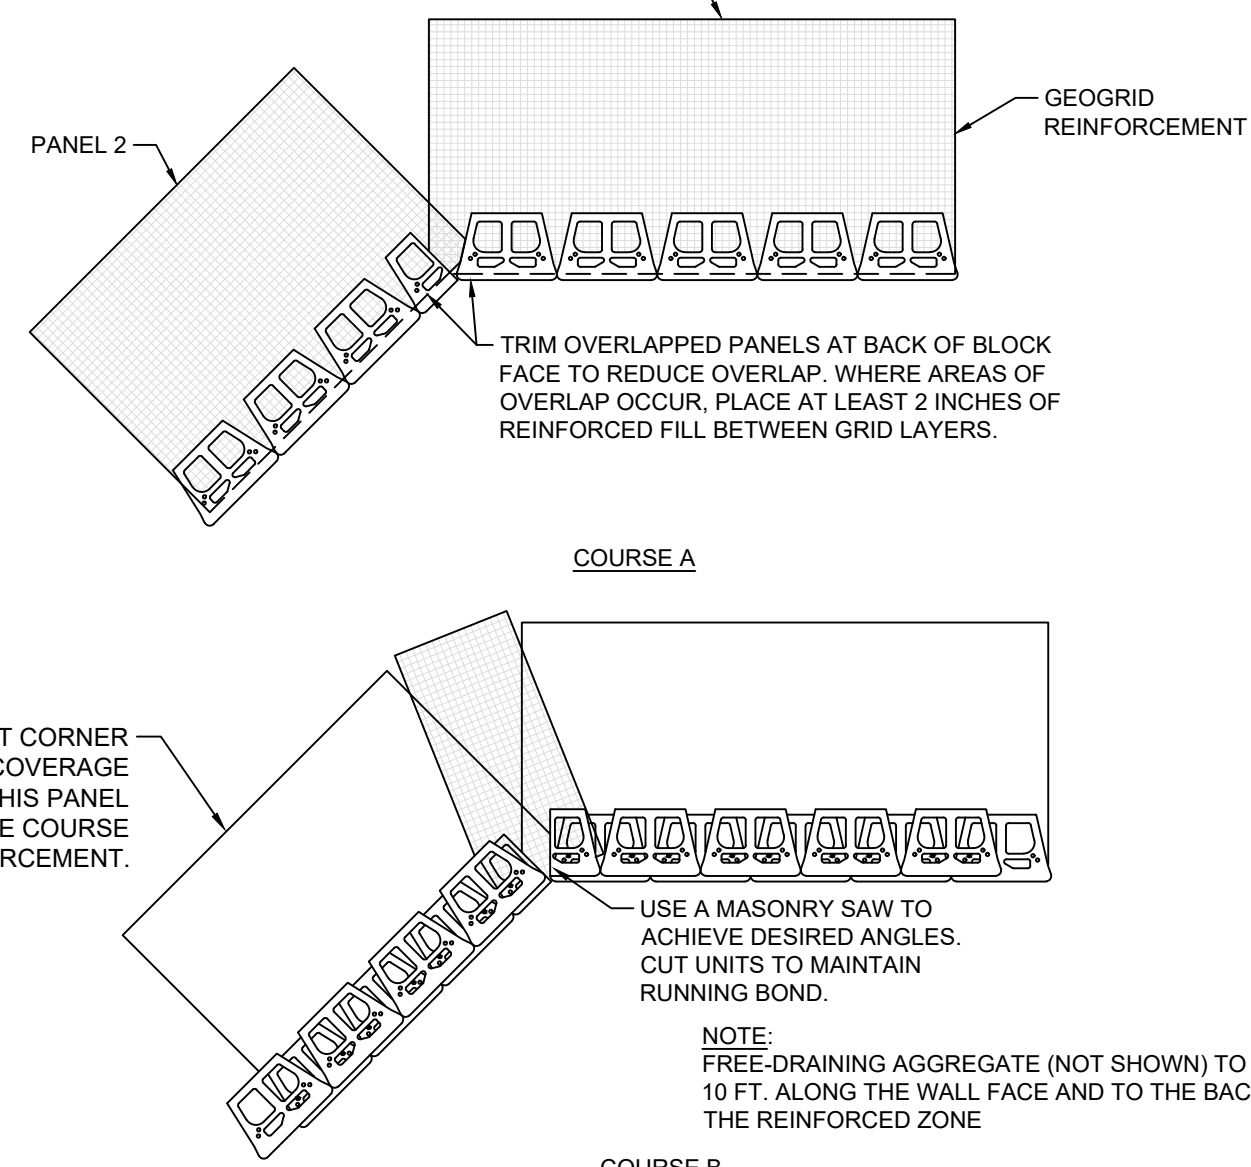 PANEL 2
GEOGRID
REINFORCEMENT
TRIM OVERLAPPED PANELS AT BACK OF BLOCK
FACE TO REDUCE OVERLAP. WHERE AREAS OF
OVERLAP OCCUR, PLACE AT LEAST 2 INCHES OF
REINFORCED FILL BETWEEN GRID LAYERS.
COURSE A
T CORNER
COVERAGE
HIS PANEL
E COURSE
RCEMENT.
USE A MASONRY SAW TO
ACHIEVE DESIRED ANGLES.
CUT UNITS TO MAINTAIN
RUNNING BOND.
NOTE:
FREE-DRAINING AGGREGATE (NOT SHOWN) TO
10 FT. ALONG THE WALL FACE AND TO THE BAC
THE REINFORCED ZONE
COURSE B